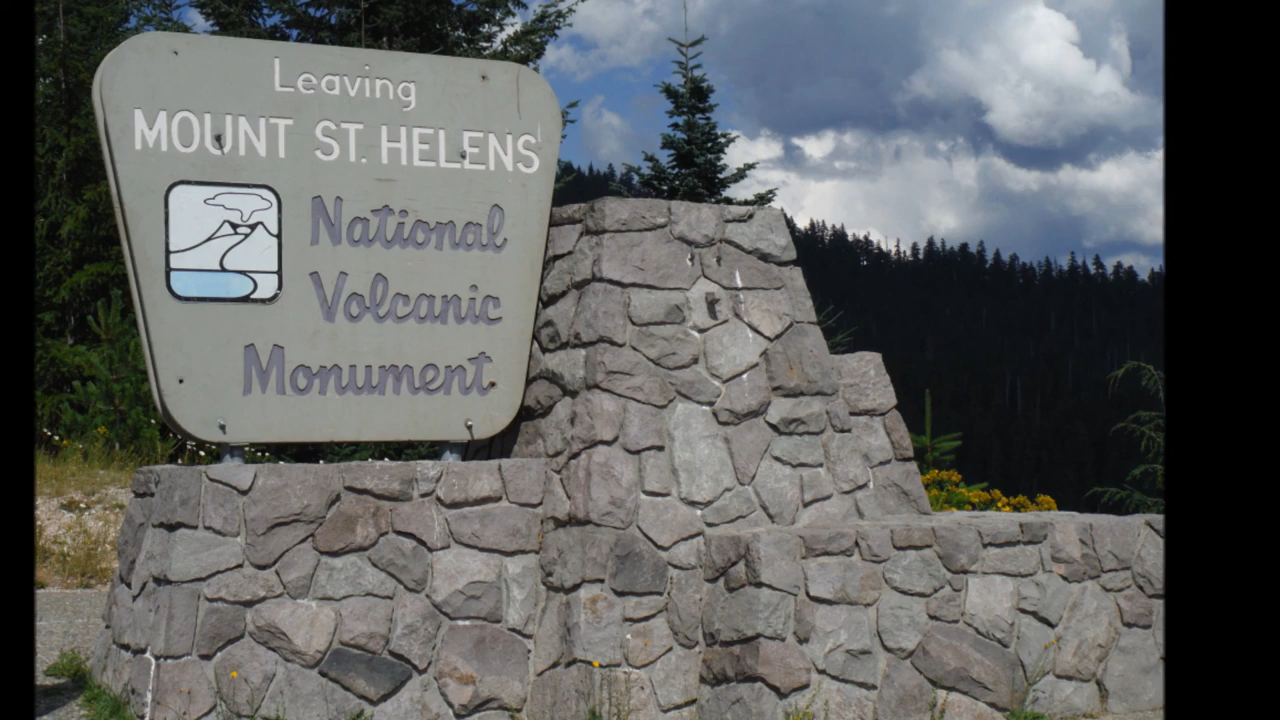 Leaving
MOUNT ST. HELENS
National
Volcanic
Monument